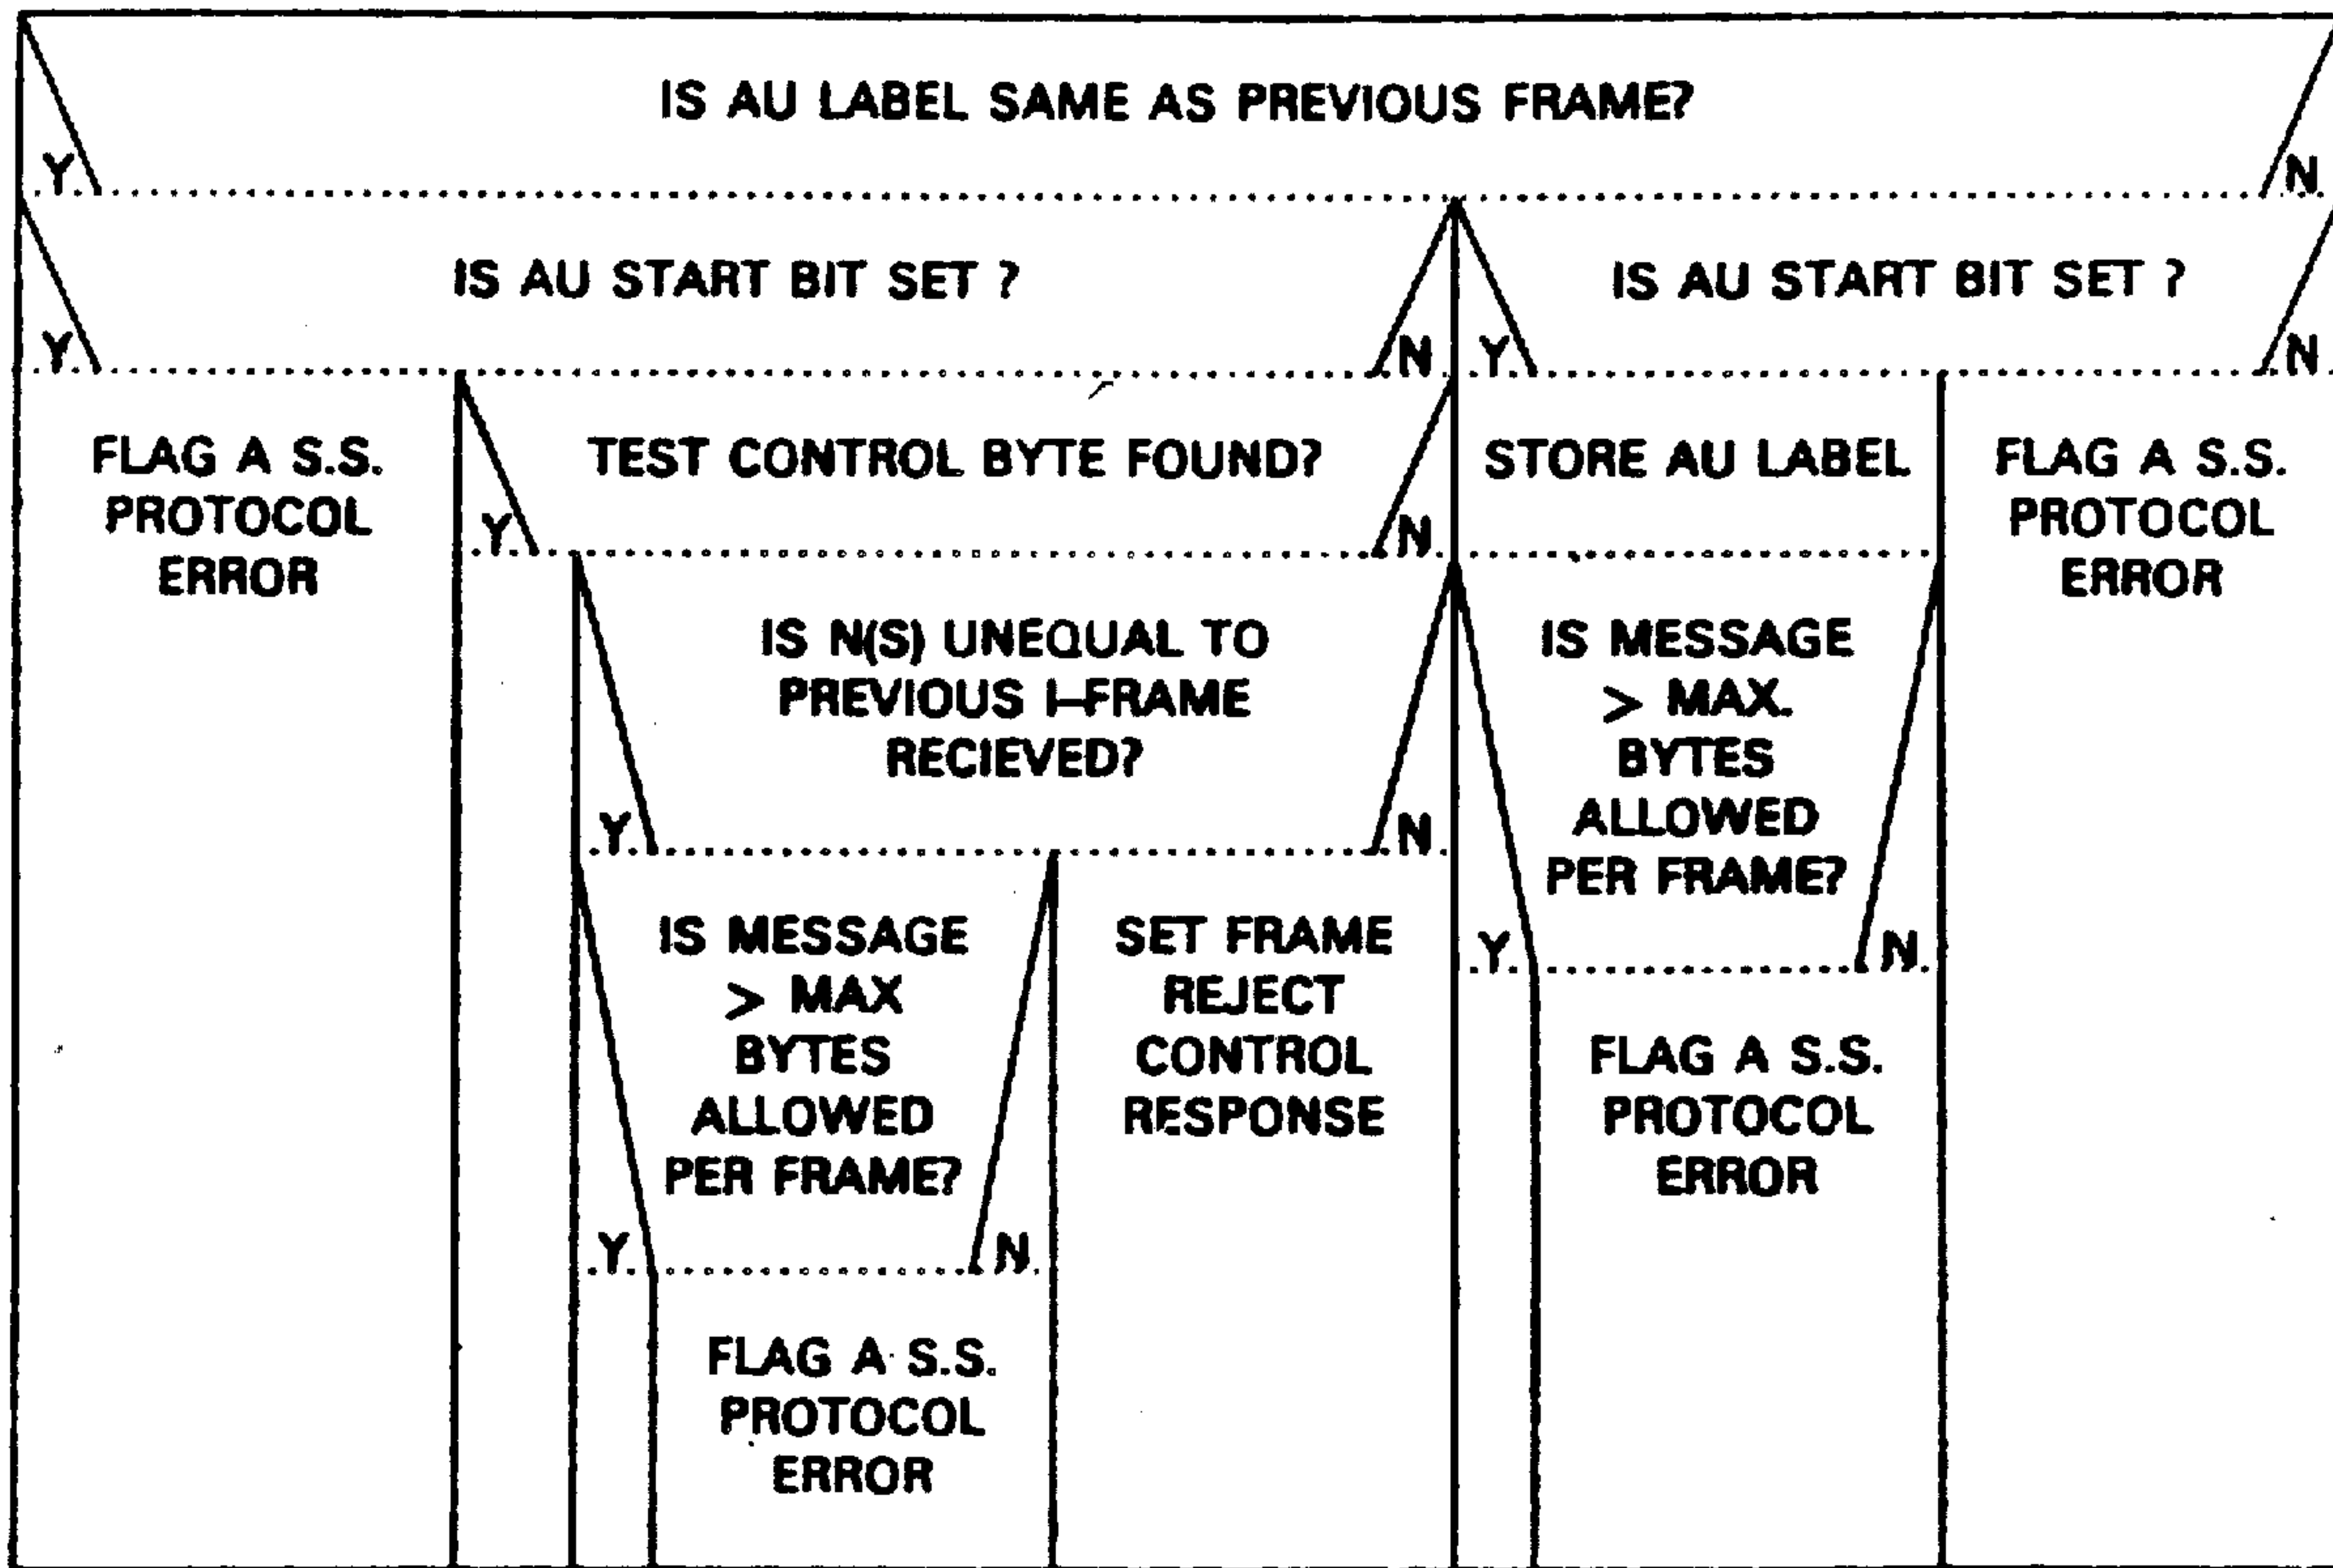 IS AU LABEL SAME AS PREVIOUS FRAME?
Y
N
IS AU START BIT SET ?
Y
N
IS AU START BIT SET ?
Y
N
FLAG A S.S.
PROTOCOL
ERROR
TEST CONTROL BYTE FOUND?
Y
N
STORE AU LABEL
FLAG A S.S.
PROTOCOL
ERROR
IS N(S) UNEQUAL TO
PREVIOUS I-FRAME
RECIEVED?
Y
N
IS MESSAGE
> MAX.
BYTES
ALLOWED
PER FRAME?
Y
N
IS MESSAGE
> MAX
BYTES
ALLOWED
PER FRAME?
Y
N
SET FRAME
REJECT
CONTROL
RESPONSE
FLAG A S.S.
PROTOCOL
ERROR
FLAG A S.S.
PROTOCOL
ERROR